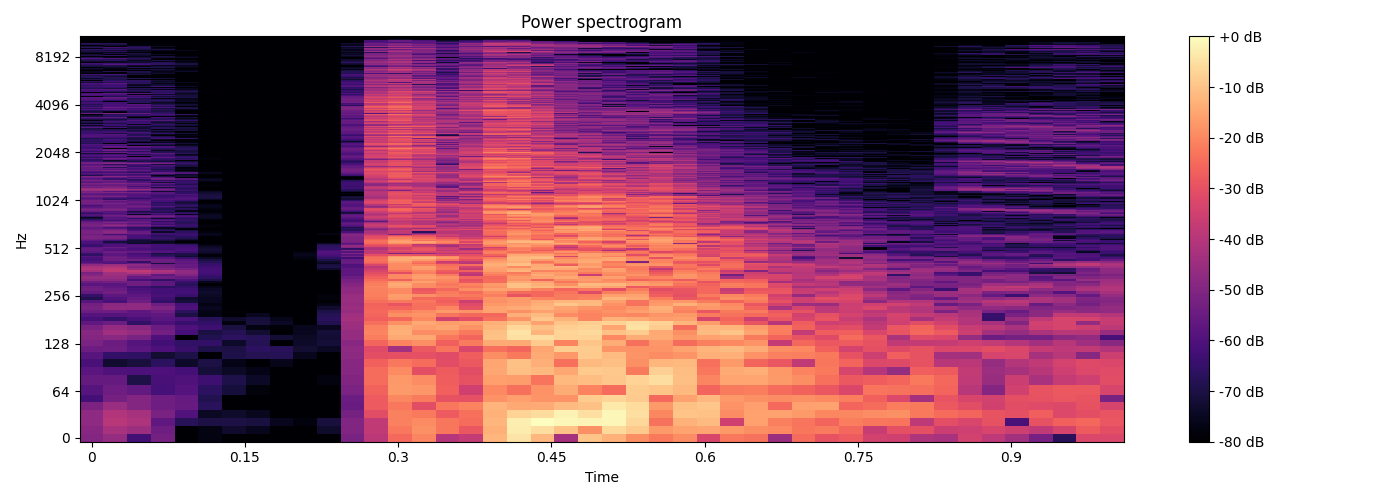 Power spectrogram
8192
4096
2048
1024
512
256
128
64
0
Hz
0 0.15 0.3 0.45 0.6 0.75 0.9
Time
+0 dB
-10 dB
-20 dB
-30 dB
-40 dB
-50 dB
-60 dB
-70 dB
-80 dB